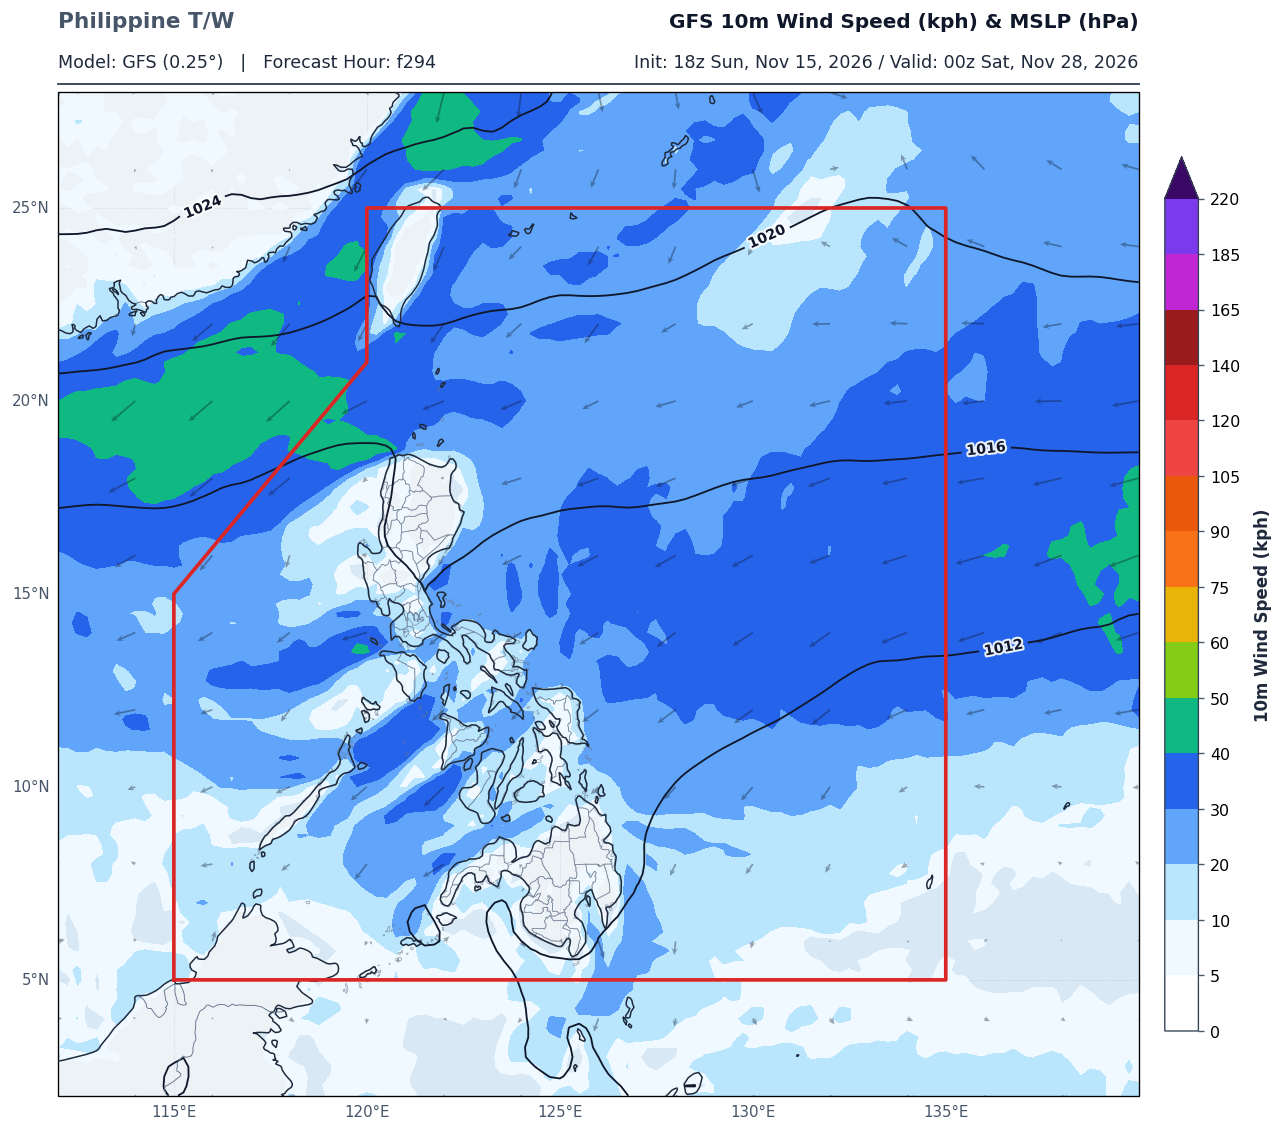 Philippine T/W
GFS 10m Wind Speed (kph) & MSLP (hPa)
Model: GFS (0.25°)   |   Forecast Hour: f294
Init: 18z Sun, Nov 15, 2026 / Valid: 00z Sat, Nov 28, 2026
25°N
20°N
15°N
10°N
5°N
115°E
120°E
125°E
130°E
135°E
1024
1020
1016
1012
220
185
165
140
120
105
90
75
60
50
40
30
20
10
5
0
10m Wind Speed (kph)